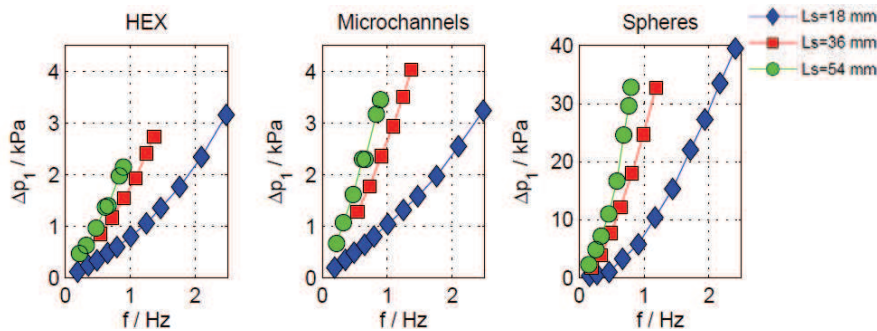 HEX
Microchannels
Spheres
Ls=18 mm
Ls=36 mm
Ls=54 mm
Δp₁ / kPa
4
3
2
1
0
0 1 2
f / Hz
Δp₁ / kPa
4
3
2
1
0
0 1 2
f / Hz
Δp₁ / kPa
40
30
20
10
0
0 1 2
f / Hz